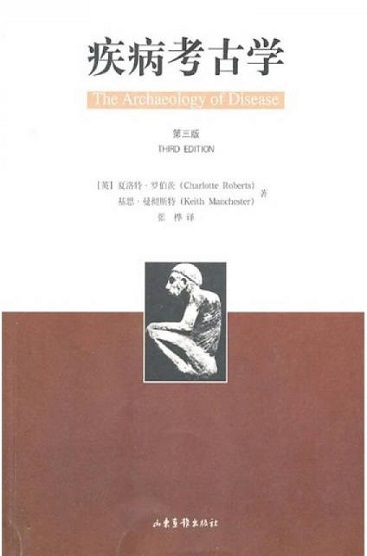 疾病考古学
The Archaeology of Disease
第三版
THIRD EDITION
[英] 夏洛特·罗伯茨 (Charlotte Roberts)
基思·曼彻斯特 (Keith Manchester) 著
张 桦 译
山东画报出版社